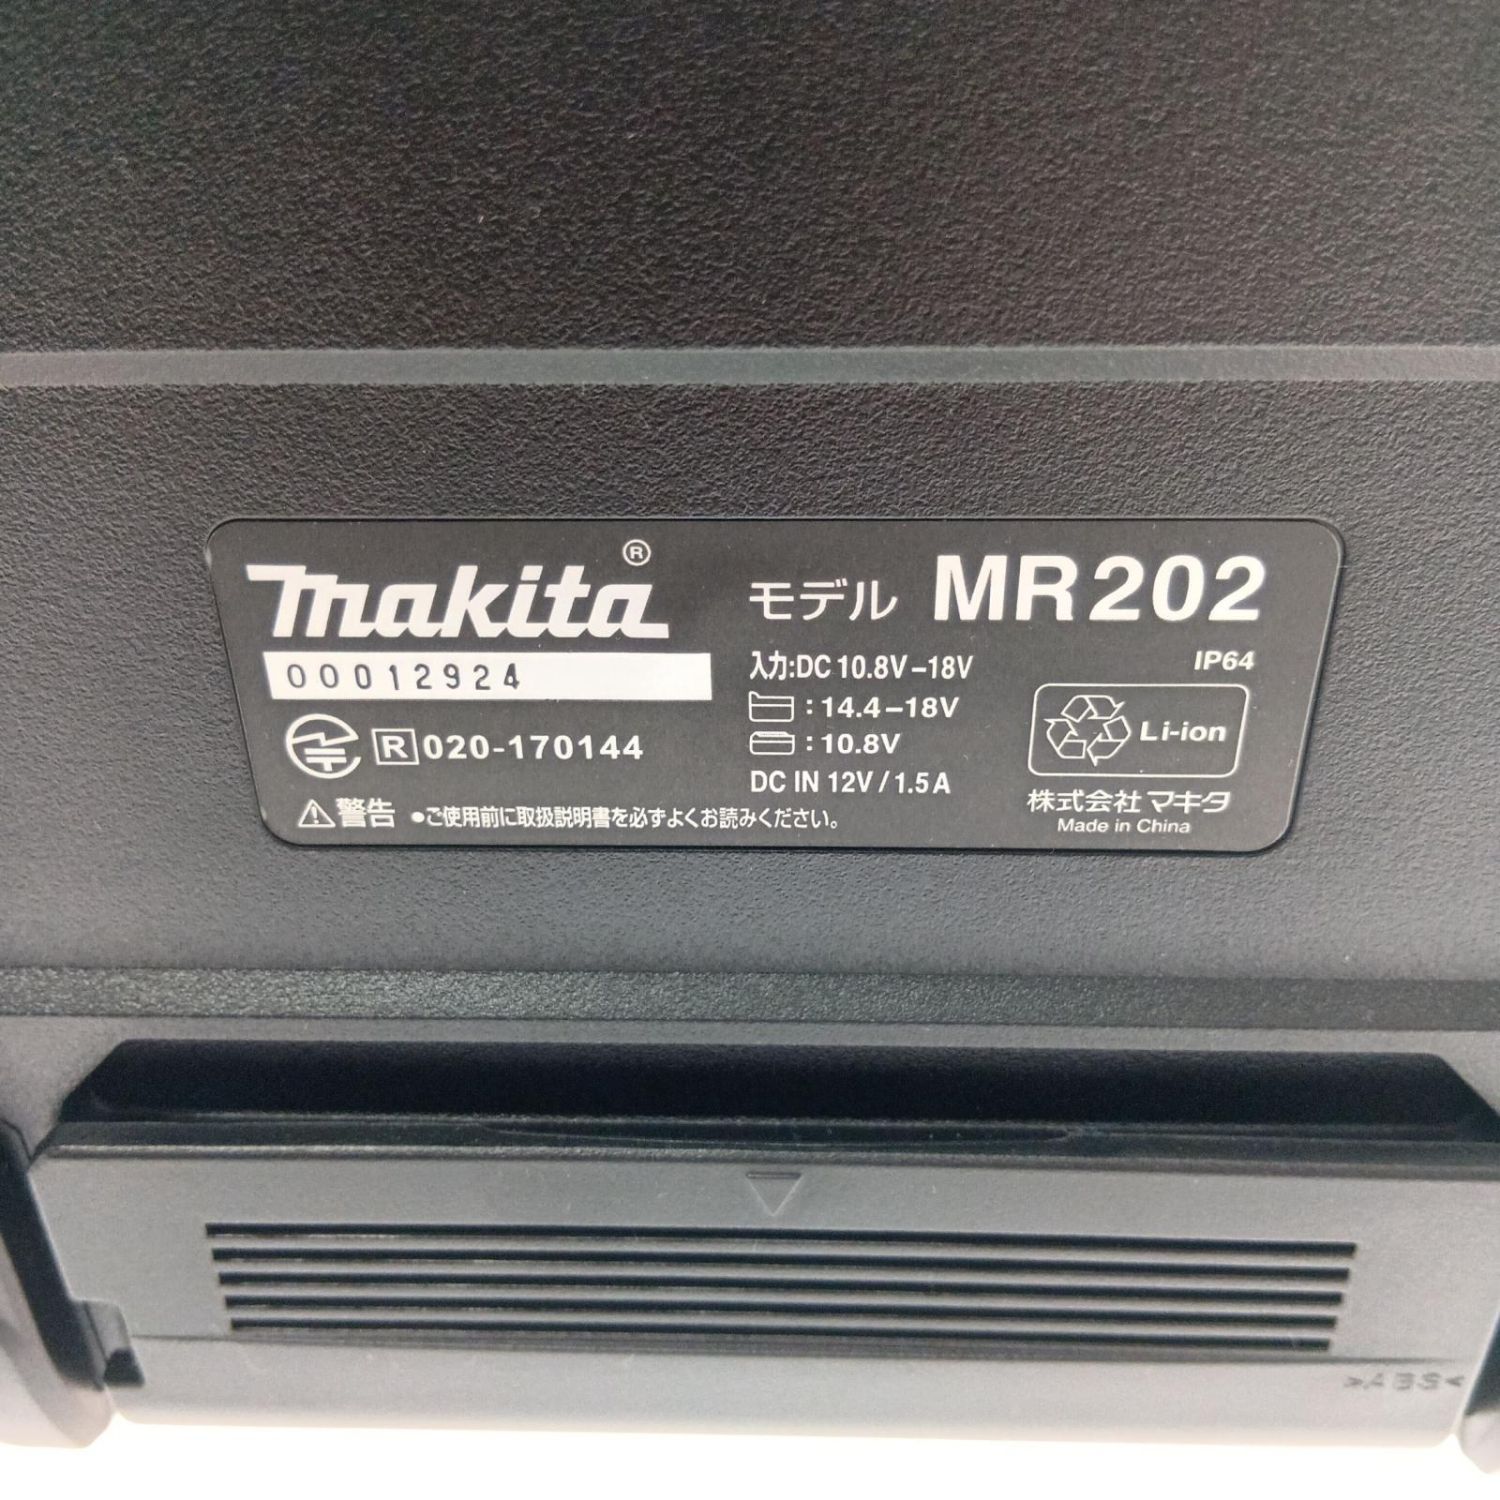 makita®
00012924
R 020-170144
⚠警告 ●ご使用前に取扱説明書を必ずよくお読みください。
モデル MR202
IP64
入力:DC 10.8V–18V
: 14.4–18V
: 10.8V
DC IN 12V / 1.5A
Li-ion
株式会社マキタ
Made in China
>ABS<